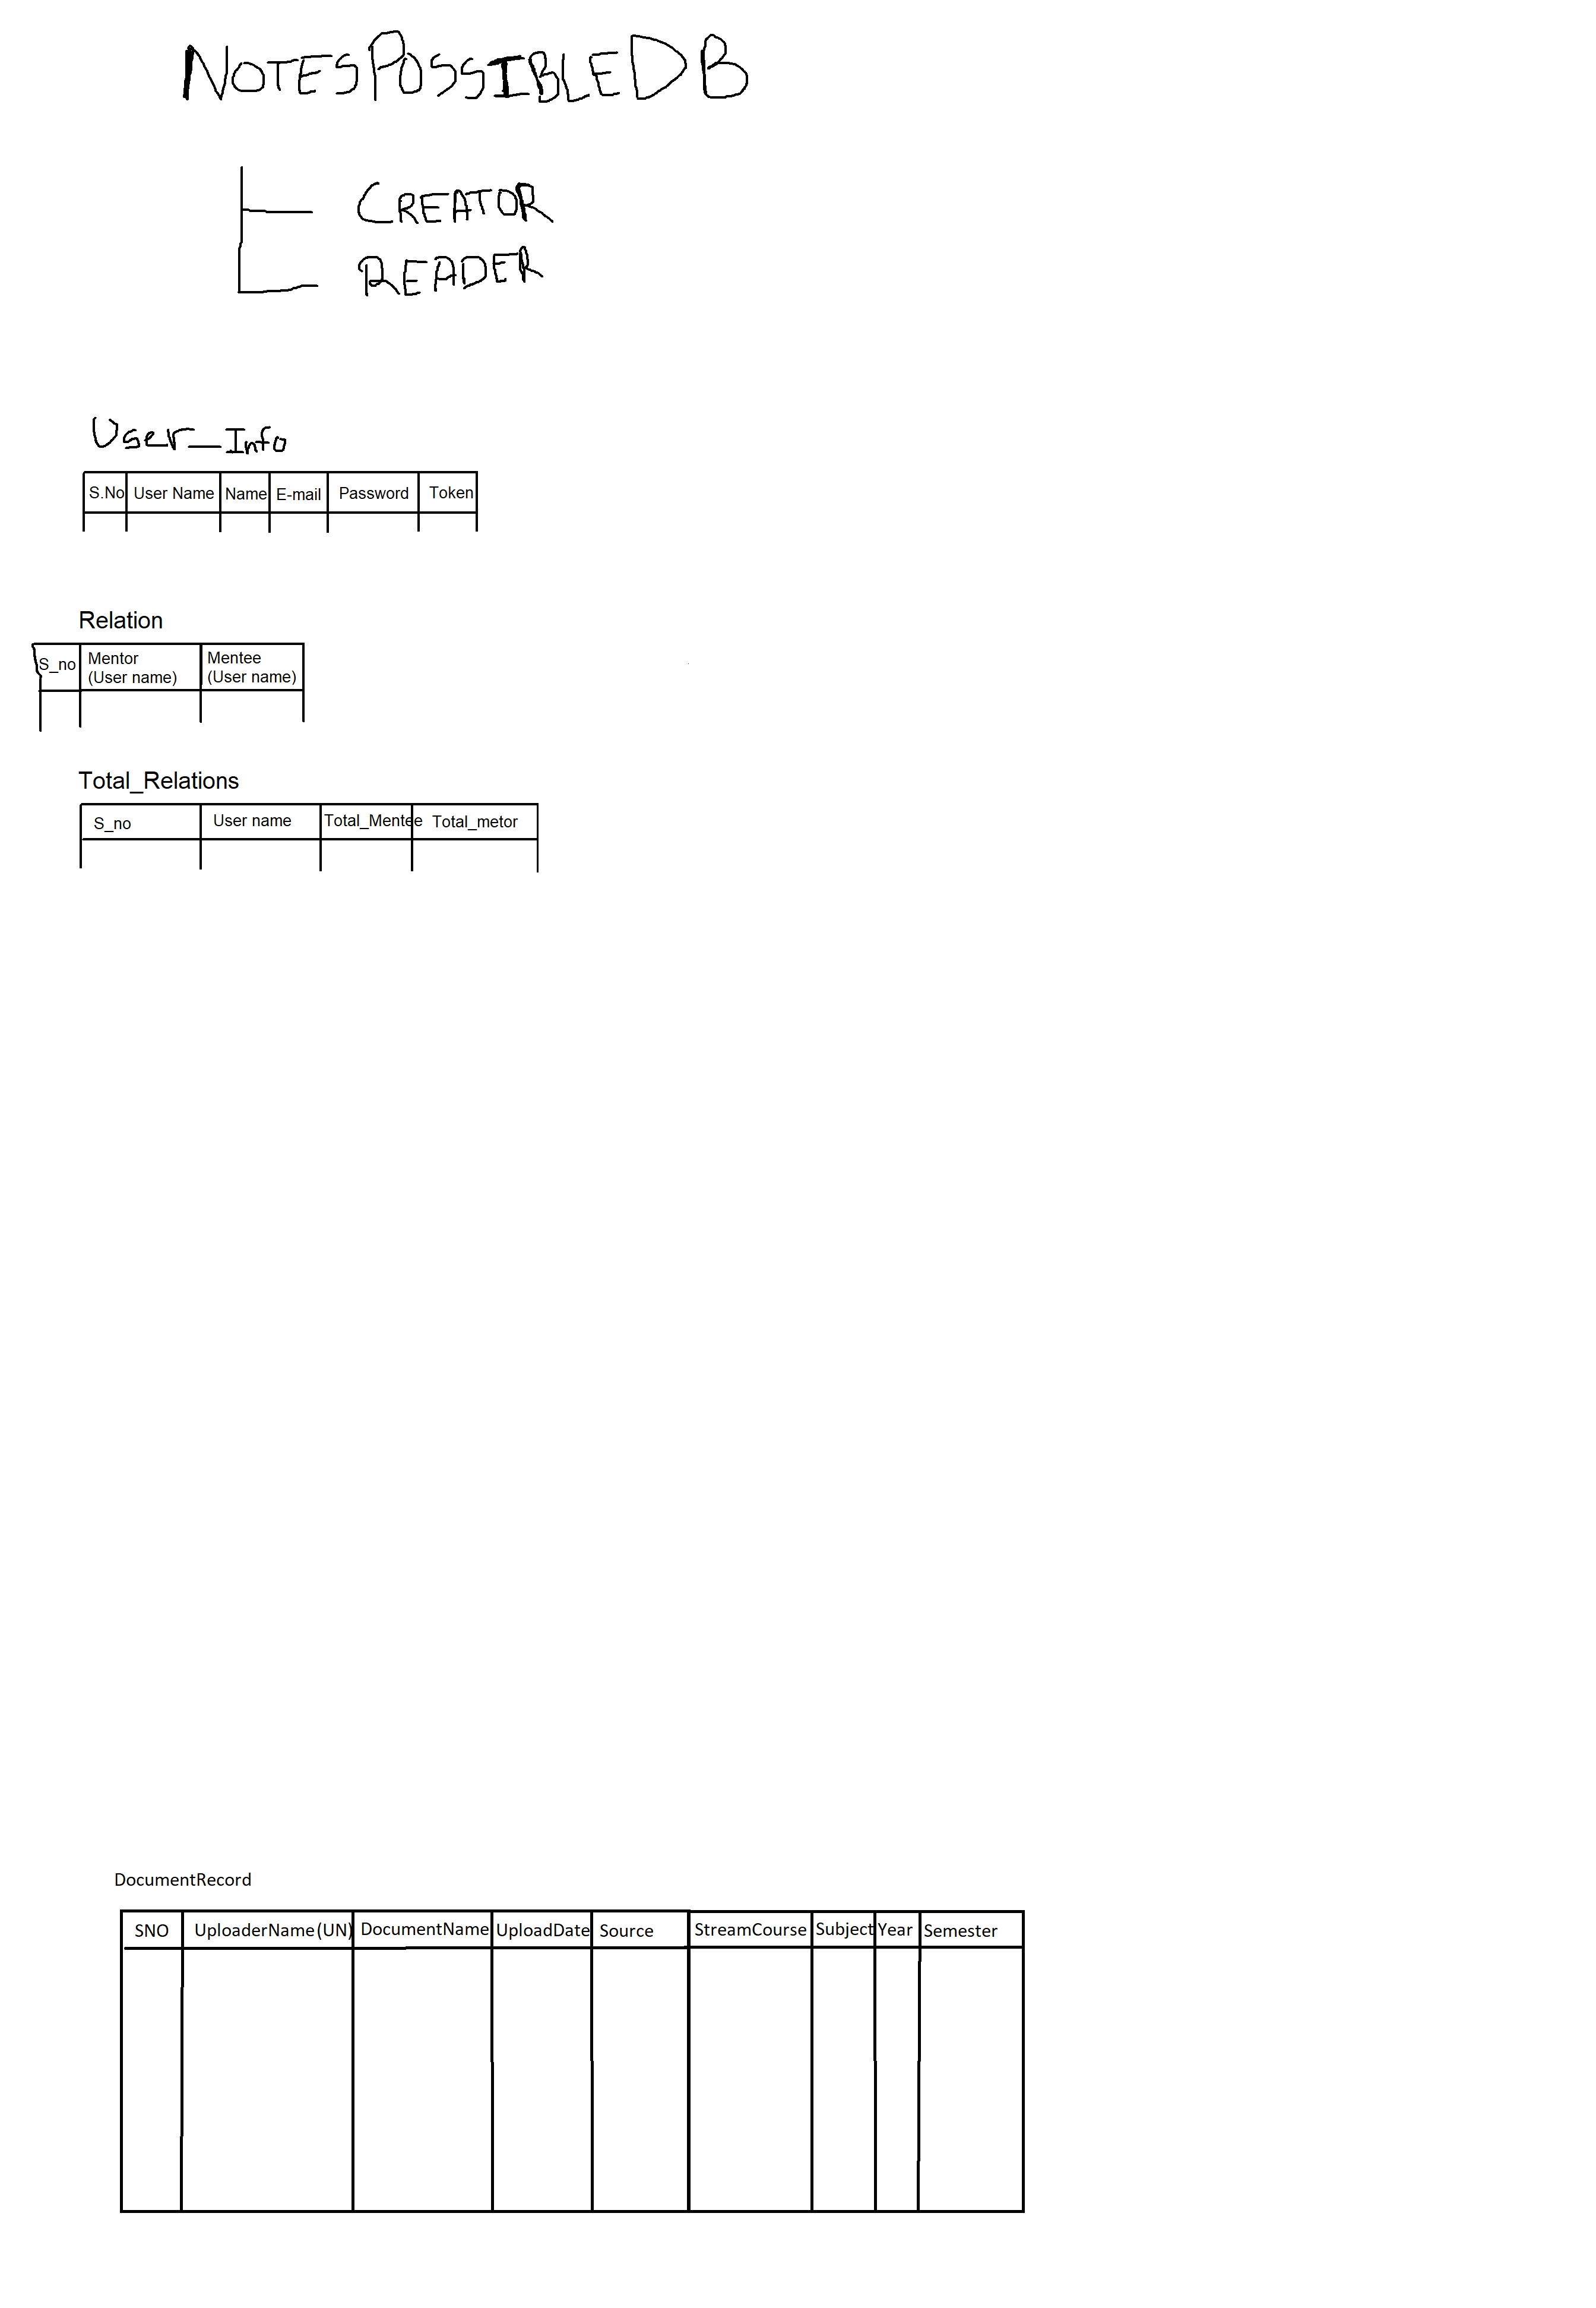 NOTESPOSSIBLEDB
CREATOR
READER
User_Info
S.No User Name Name E-mail Password Token
Relation
S_no Mentor (User name) Mentee (User name)
Total_Relations
S_no User name Total_Mentee Total_metor
DocumentRecord
SNO UploaderName(UN) DocumentName UploadDate Source StreamCourse Subject Year Semester